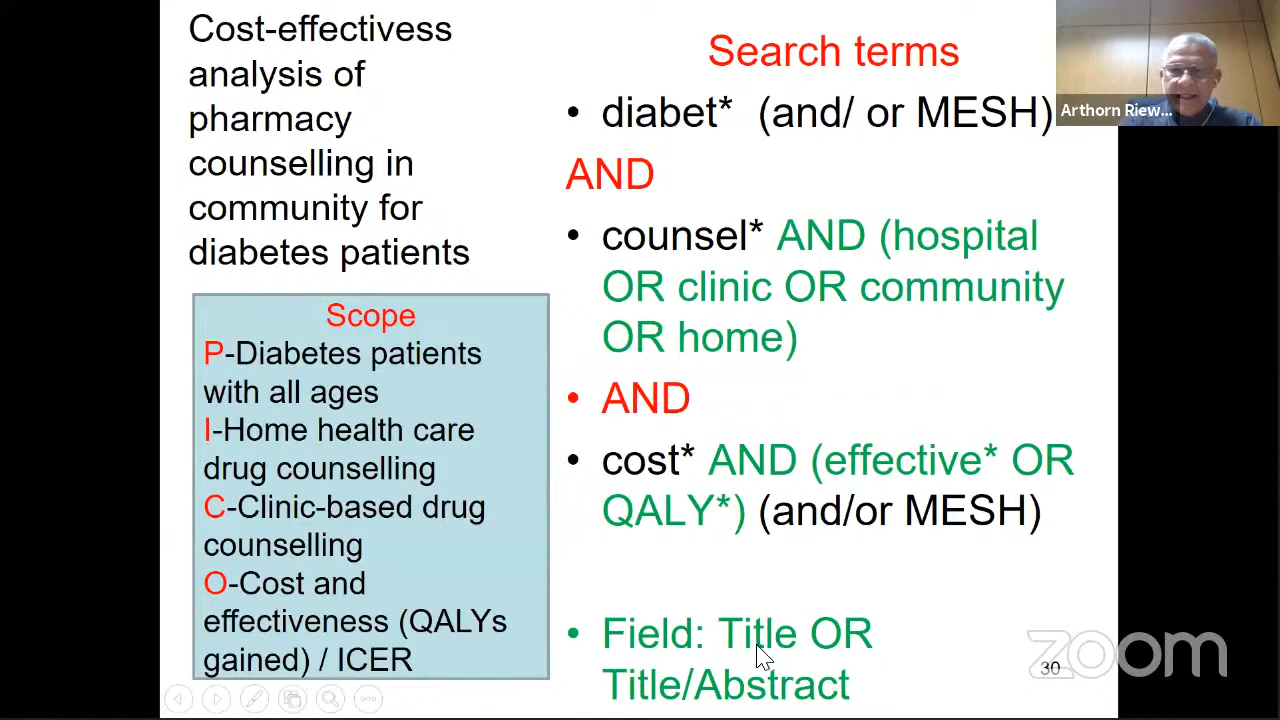 Cost-effectivess
analysis of
pharmacy
counselling in
community for
diabetes patients
Scope
P-Diabetes patients
with all ages
I-Home health care
drug counselling
C-Clinic-based drug
counselling
O-Cost and
effectiveness (QALYs
gained) / ICER
Search terms
• diabet* (and/ or MESH)
AND
• counsel* AND (hospital
OR clinic OR community
OR home)
• AND
• cost* AND (effective* OR
QALY*) (and/or MESH)
• Field: Title OR
Title/Abstract
30
Arthorn Riew...
zoom